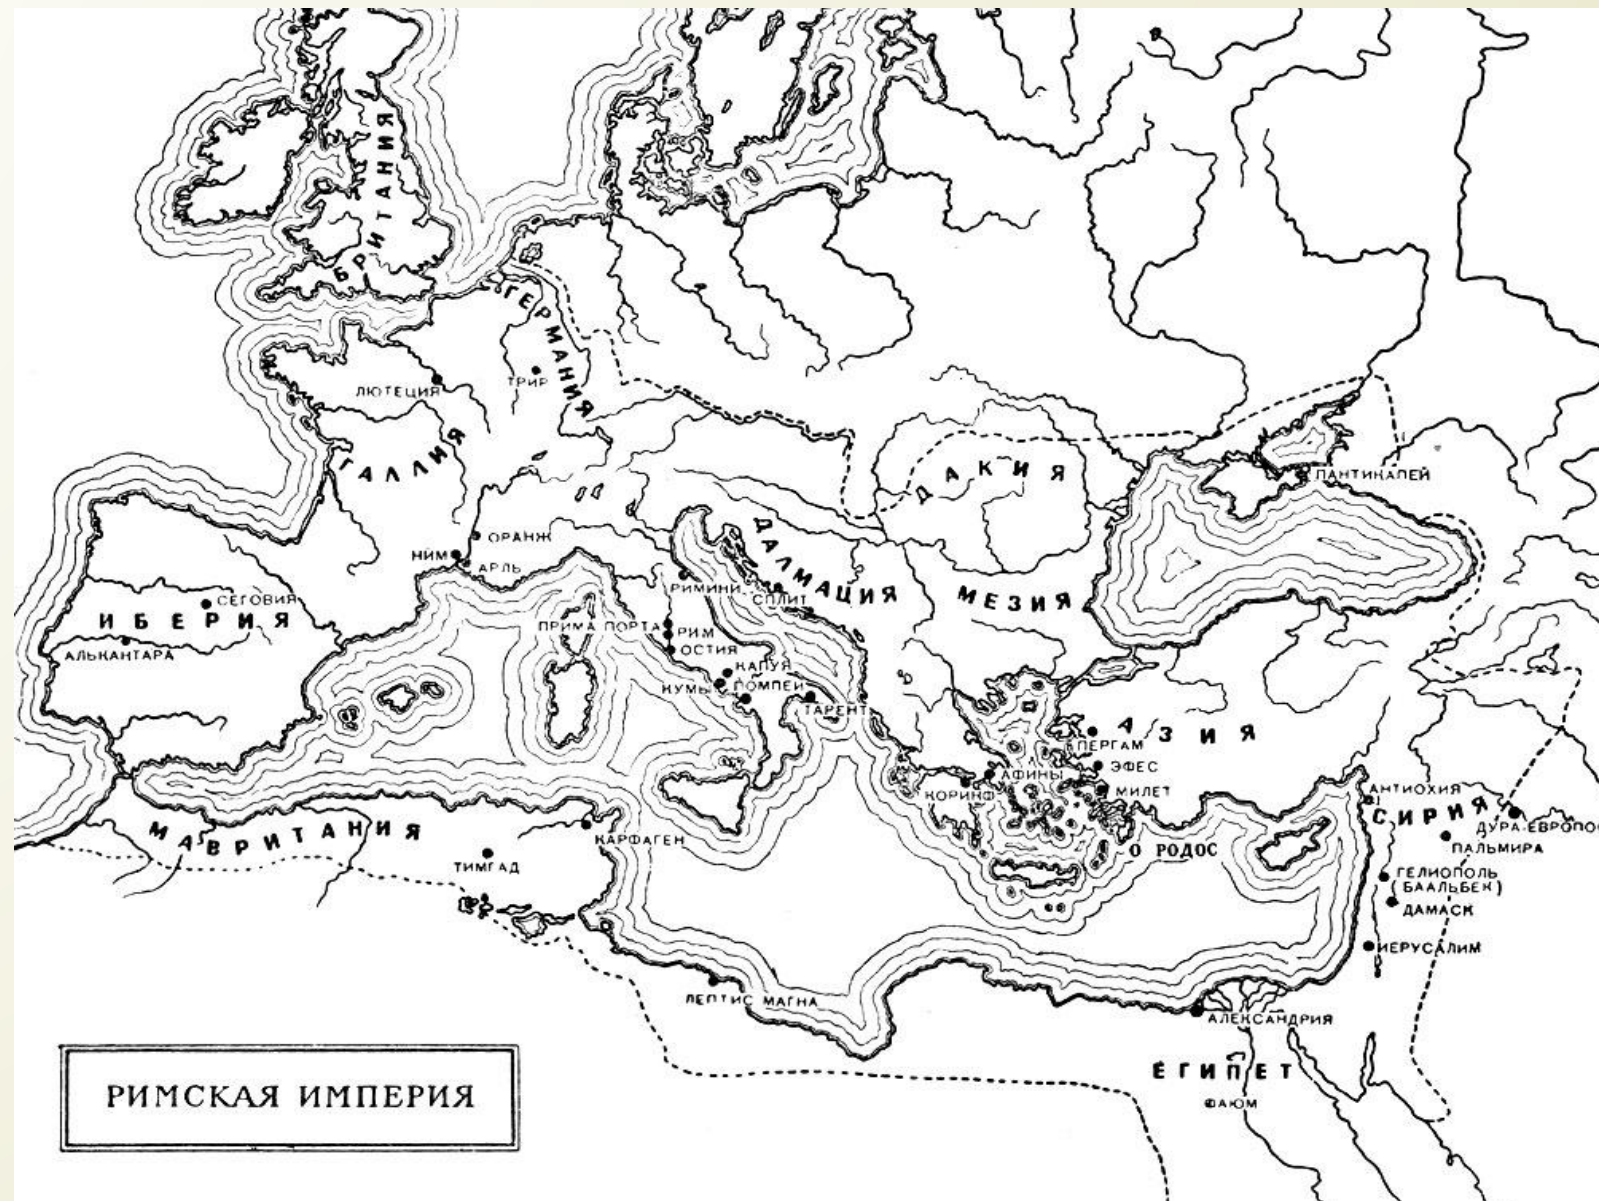 БРИТАНИЯ
ГЕРМАНИЯ
ТРИР
ЛЮТЕЦИЯ
ГАЛЛИЯ
ДАКИЯ
ПАНТИКАПЕЙ
ОРАНЖ
НИМ
АРЛЬ
ДАЛМАЦИЯ
МЕЗИЯ
РИМИНИ
СПЛИТ
СЕГОВИЯ
ИБЕРИЯ
АЛЬКАНТАРА
ПРИМА ПОРТА
РИМ
ОСТИЯ
КАПУЯ
КУМЫ
ПОМПЕИ
ТАРЕНТ
АЗИЯ
ПЕРГАМ
ЭФЕС
АФИНЫ
КОРИНФ
МИЛЕТ
АНТИОХИЯ
СИРИЯ
ДУРА-ЕВРОПОС
ПАЛЬМИРА
МАВРИТАНИЯ
КАРФАГЕН
ТИМГАД
О РОДОС
ГЕЛИОПОЛЬ
(БААЛЬБЕК)
ДАМАСК
ИЕРУСАЛИМ
ЛЕПТИС МАГНА
АЛЕКСАНДРИЯ
ЕГИПЕТ
ФАЮМ
РИМСКАЯ ИМПЕРИЯ